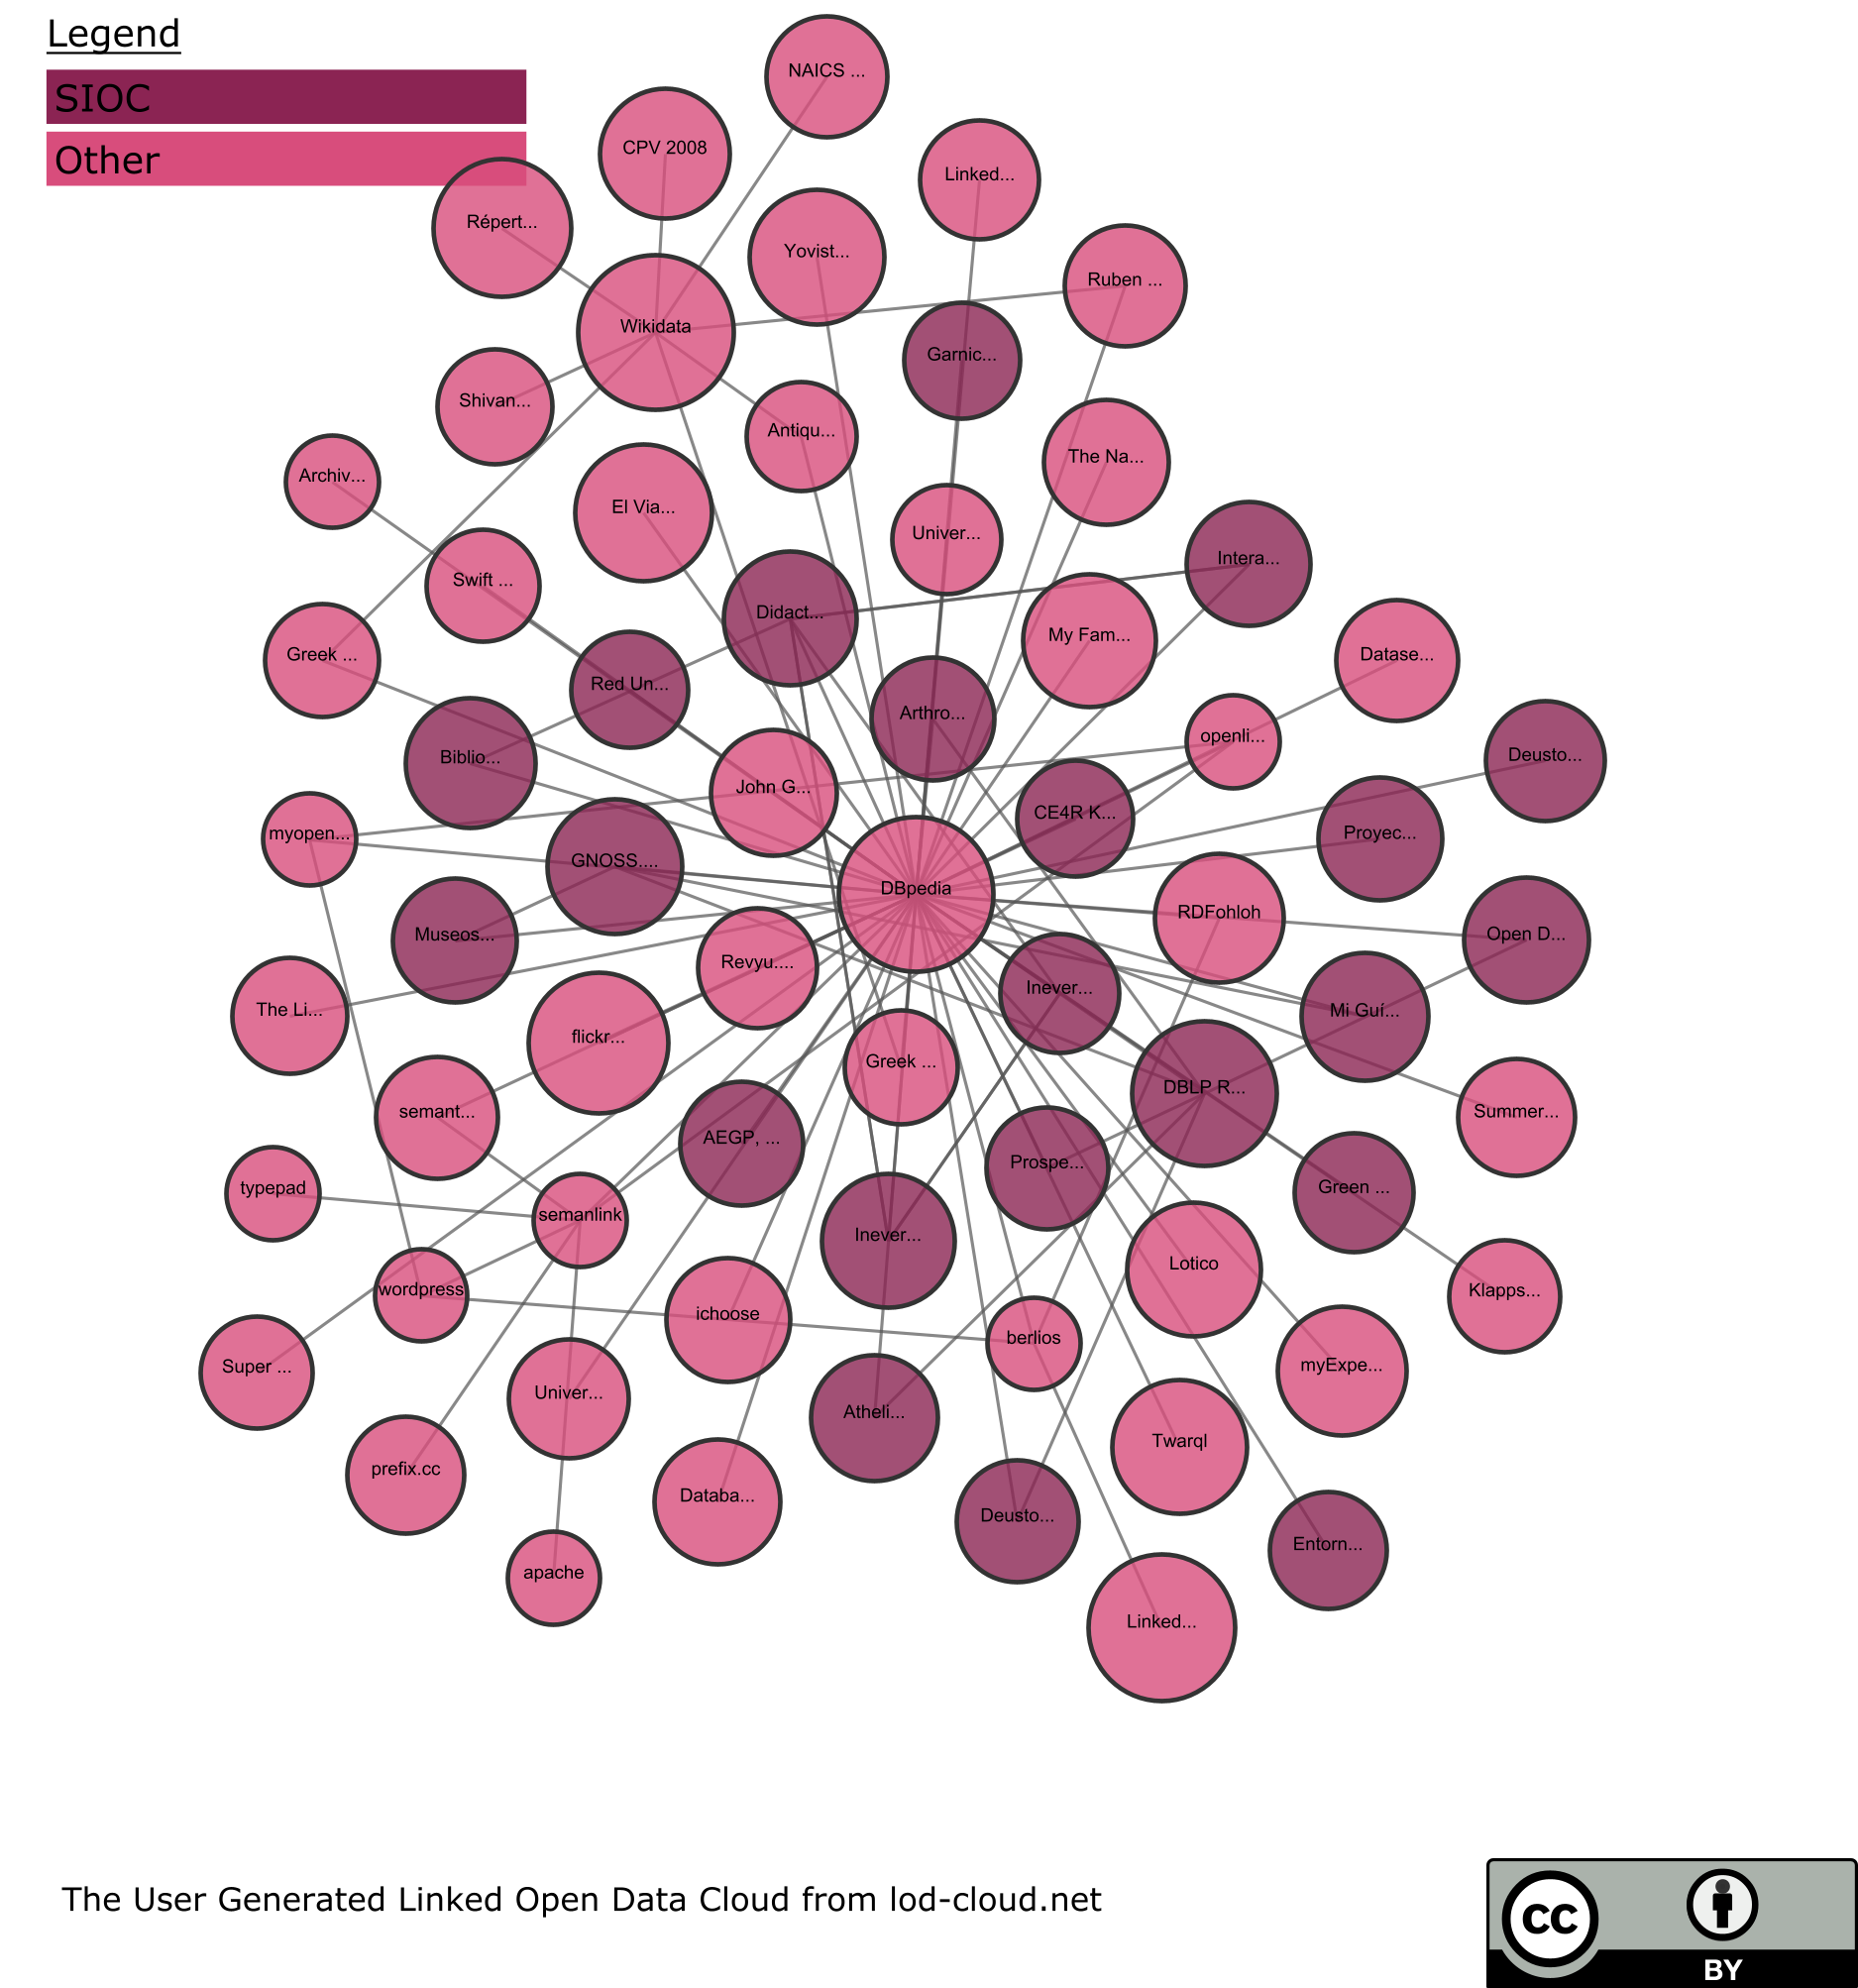 Legend
SIOC
Other
NAICS ...
CPV 2008
Linked...
Répert...
Yovist...
Ruben ...
Wikidata
Garnic...
Shivan...
Antiqu...
The Na...
Archiv...
El Via...
Univer...
Intera...
Swift ...
Didact...
My Fam...
Greek ...
Datase...
Red Un...
Arthro...
openli...
Biblio...
Deusto...
John G...
CE4R K...
myopen...
Proyec...
GNOSS....
DBpedia
RDFohloh
Museos...
Open D...
Revyu....
Inever...
The Li...
Mi Guí...
flickr...
Greek ...
DBLP R...
semant...
Summer...
AEGP, ...
Prospe...
typepad
Green ...
semanlink
Inever...
Lotico
wordpress
Klapps...
ichoose
berlios
Super ...
myExpe...
Univer...
Atheli...
Twarql
prefix.cc
Databa...
Deusto...
Entorn...
apache
Linked...
The User Generated Linked Open Data Cloud from lod-cloud.net
cc
BY